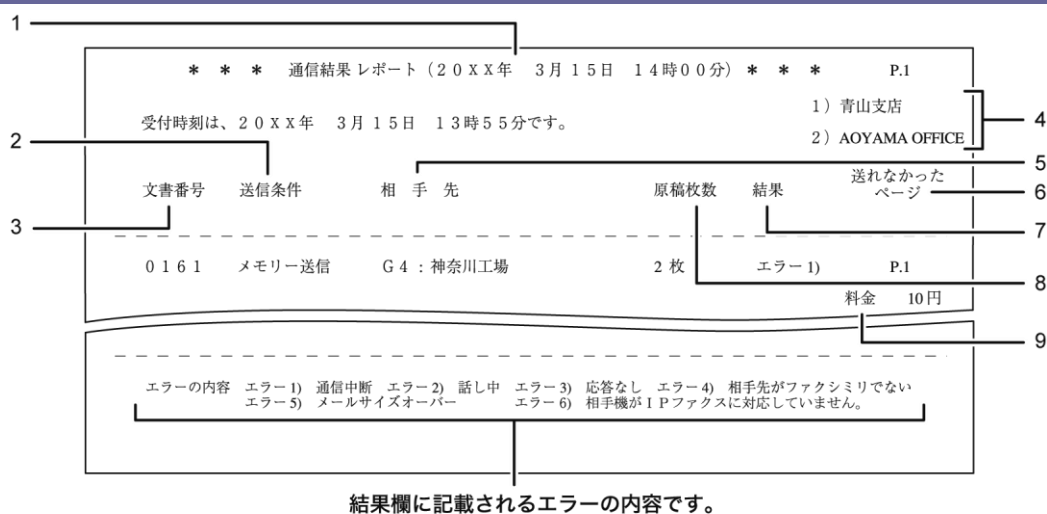 1
＊ ＊ ＊ 通信結果 レポート（２０ＸＸ年 ３月１５日 １４時００分）＊ ＊ ＊ P.1
1）青山支店
受付時刻は、２０ＸＸ年 ３月１５日 １３時５５分です。
4
2）AOYAMA OFFICE
2
5
送れなかった
文書番号 送信条件 相 手 先 原稿枚数 結果 ページ
6
3
7
０１６１ メモリー送信 Ｇ４：神奈川工場 ２枚 エラー 1) P.1
8
料金 10円
9
エラーの内容 エラー 1) 通信中断 エラー 2) 話し中 エラー 3) 応答なし エラー 4) 相手先がファクシミリでない
エラー 5) メールサイズオーバー エラー 6) 相手機がＩＰファクスに対応していません。
結果欄に記載されるエラーの内容です。